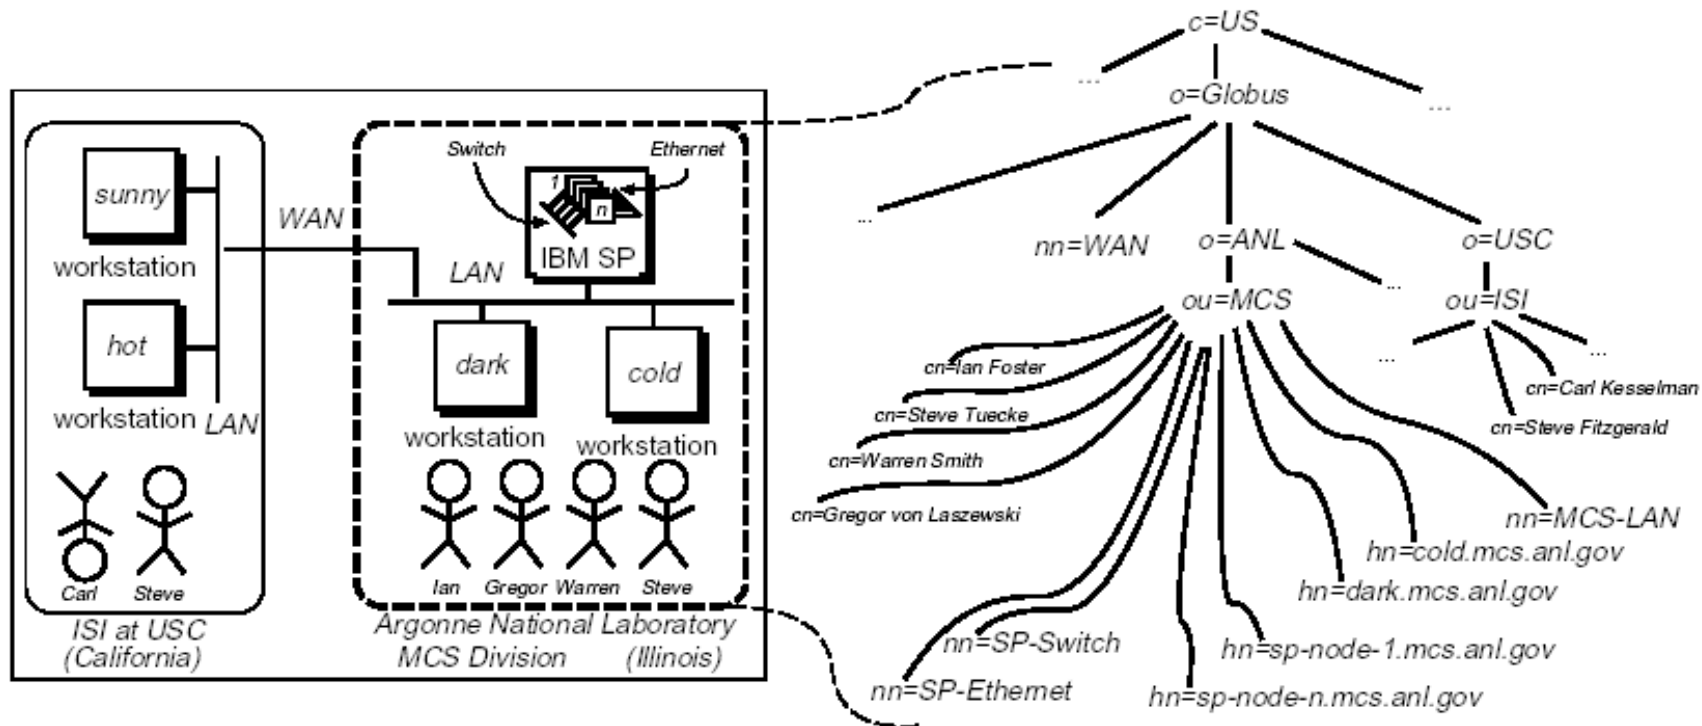 sunny
workstation
hot
workstation
LAN
Carl
Steve
ISI at USC
(California)
WAN
Switch
Ethernet
1
n
IBM SP
LAN
dark
workstation
cold
workstation
Ian
Gregor
Warren
Steve
Argonne National Laboratory
MCS Division (Illinois)
c=US
...
o=Globus
...
...
nn=WAN
o=ANL
o=USC
...
ou=MCS
ou=ISI
...
...
cn=Ian Foster
cn=Steve Tuecke
cn=Warren Smith
cn=Gregor von Laszewski
cn=Carl Kesselman
cn=Steve Fitzgerald
nn=MCS-LAN
hn=cold.mcs.anl.gov
hn=dark.mcs.anl.gov
nn=SP-Switch
hn=sp-node-1.mcs.anl.gov
nn=SP-Ethernet
hn=sp-node-n.mcs.anl.gov